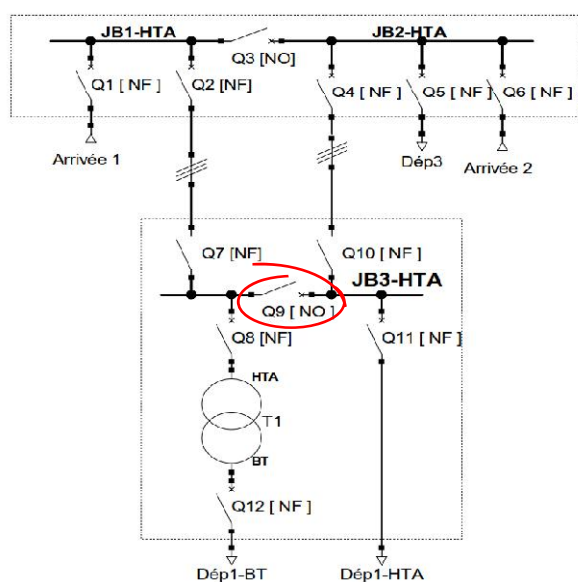 JB1-HTA
JB2-HTA
Q3 [NO]
Q1 [ NF ]
Q2 [NF]
Q4 [ NF ]
Q5 [ NF ]
Q6 [ NF ]
Arrivée 1
Dép3
Arrivée 2
Q7 [NF]
Q10 [ NF ]
JB3-HTA
Q9 [ NO ]
Q8 [NF]
Q11 [ NF ]
HTA
T1
BT
Q12 [ NF ]
Dép1-BT
Dép1-HTA